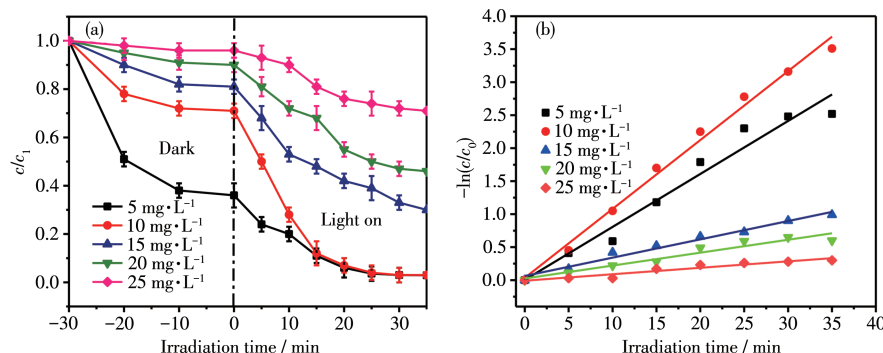 (a)
c/c₁
1.0
0.8
0.6
0.4
0.2
0.0
Dark
Light on
5 mg·L⁻¹
10 mg·L⁻¹
15 mg·L⁻¹
20 mg·L⁻¹
25 mg·L⁻¹
−30 −20 −10 0 10 20 30
Irradiation time / min
(b)
−ln(c/c₀)
−4.0
−3.5
−3.0
−2.5
−2.0
−1.5
−1.0
0.5
0.0
−0.5
5 mg·L⁻¹
10 mg·L⁻¹
15 mg·L⁻¹
20 mg·L⁻¹
25 mg·L⁻¹
0 5 10 15 20 25 30 35 40
Irradiation time / min